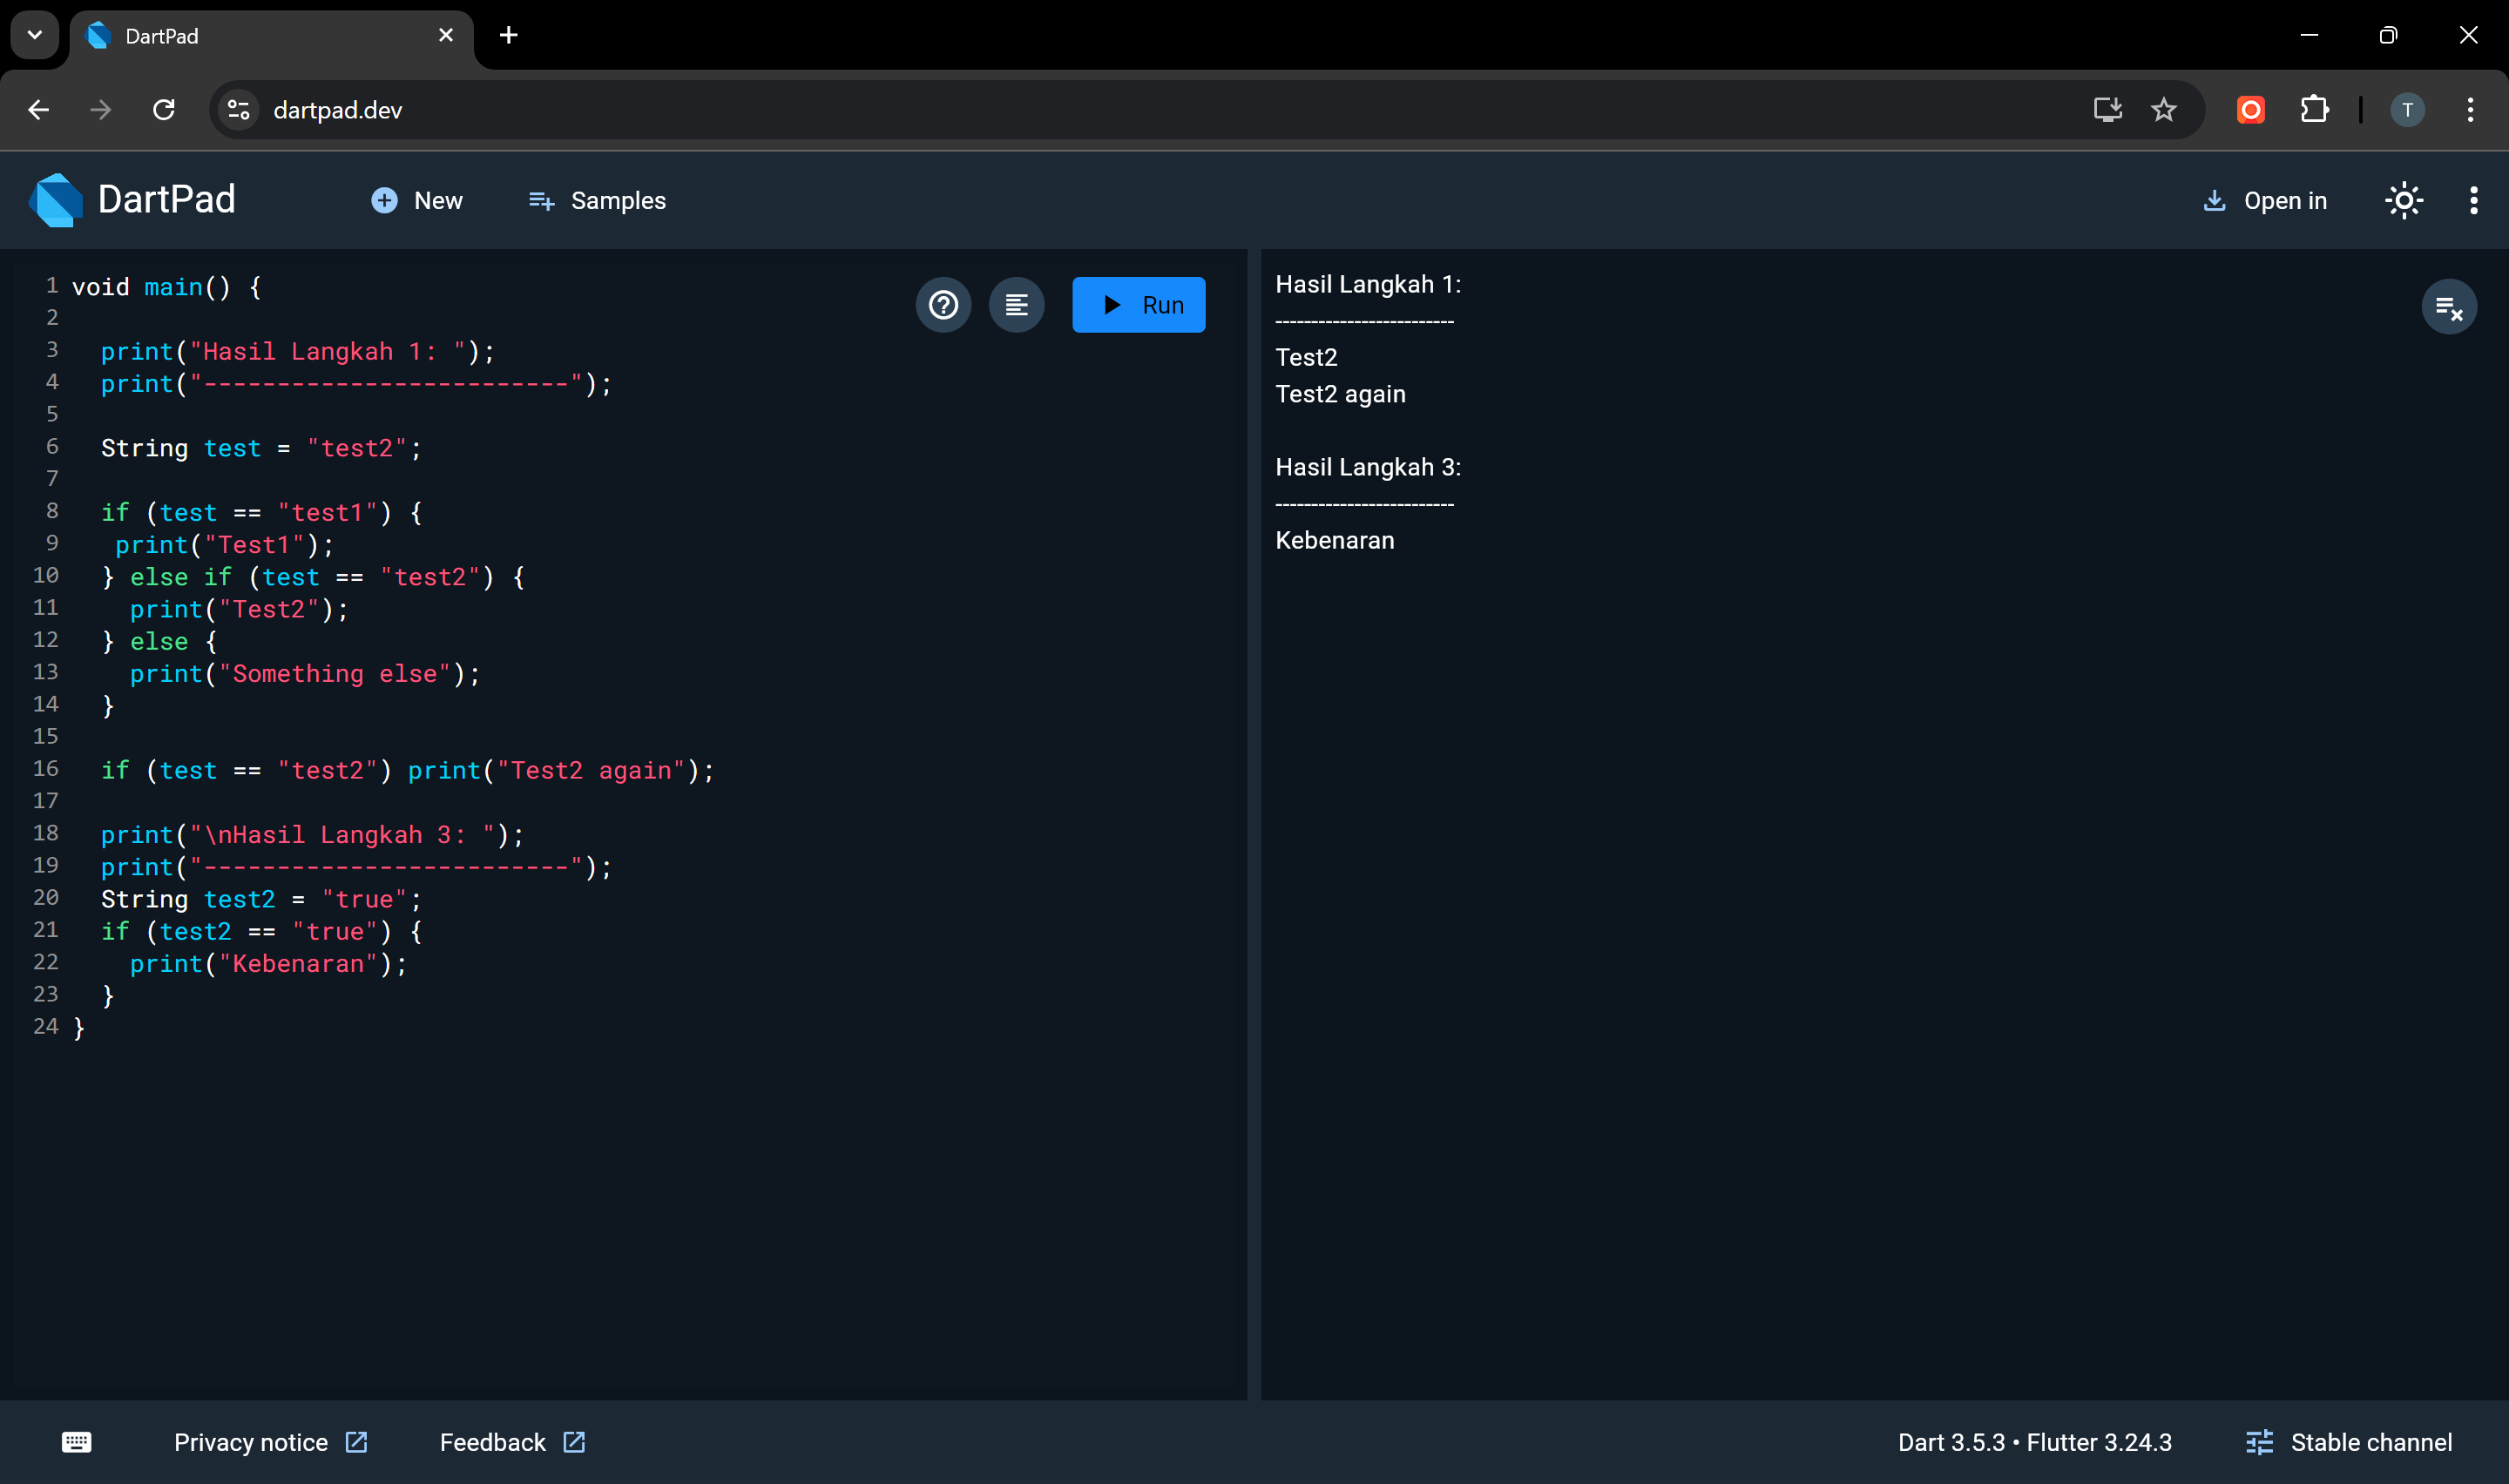 DartPad
dartpad.dev
T
DartPad
New
Samples
Open in
1 void main() {
2
3   print("Hasil Langkah 1: ");
4   print("-------------------------");
5
6   String test = "test2";
7
8   if (test == "test1") {
9    print("Test1");
10   } else if (test == "test2") {
11     print("Test2");
12   } else {
13     print("Something else");
14   }
15
16   if (test == "test2") print("Test2 again");
17
18   print("\nHasil Langkah 3: ");
19   print("-------------------------");
20   String test2 = "true";
21   if (test2 == "true") {
22     print("Kebenaran");
23   }
24 }
Run
Hasil Langkah 1:
-------------------------
Test2
Test2 again
Hasil Langkah 3:
-------------------------
Kebenaran
Privacy notice
Feedback
Dart 3.5.3 • Flutter 3.24.3
Stable channel